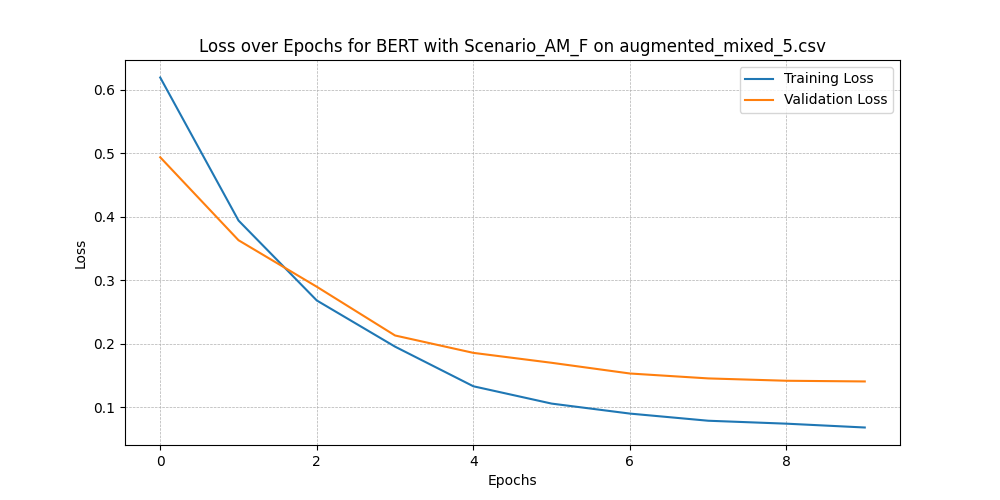 Loss over Epochs for BERT with Scenario_AM_F on augmented_mixed_5.csv
Training Loss
Validation Loss
0.6
0.5
0.4
0.3
0.2
0.1
Loss
0 2 4 6 8
Epochs